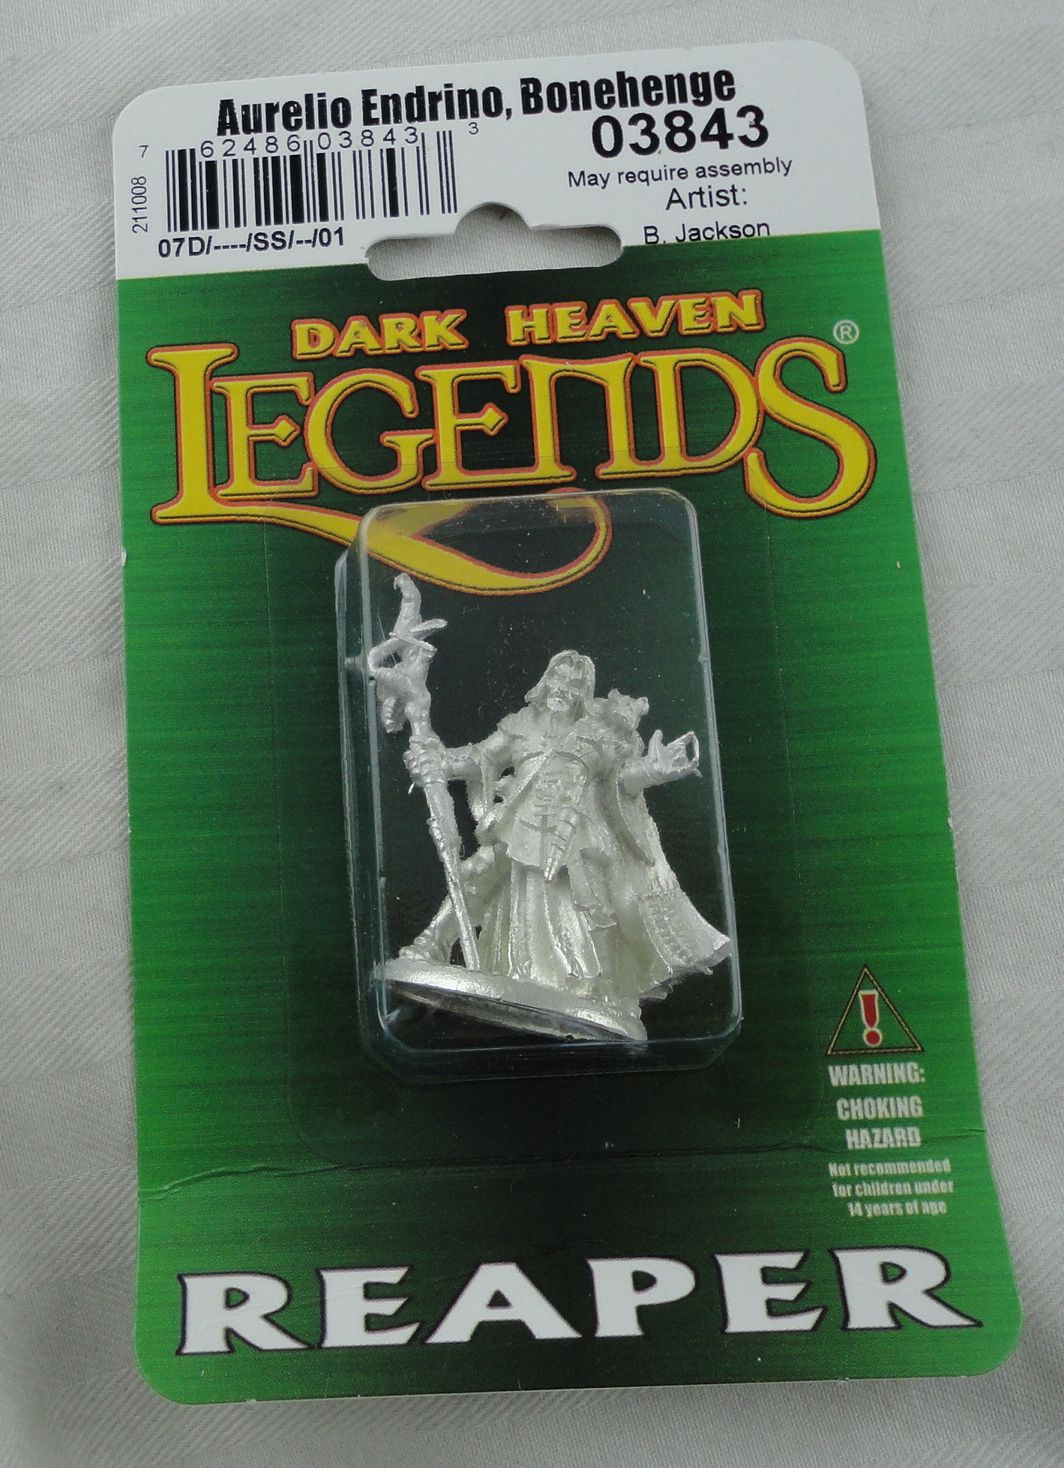 Aurelio Endrino, Bonehenge
7 62486 03843 3
03843
May require assembly
Artist:
B. Jackson
211008
07D/----/SS/--/01
DARK HEAVEN
LEGENDS®
WARNING:
CHOKING
HAZARD
Not recommended
for children under
14 years of age
REAPER